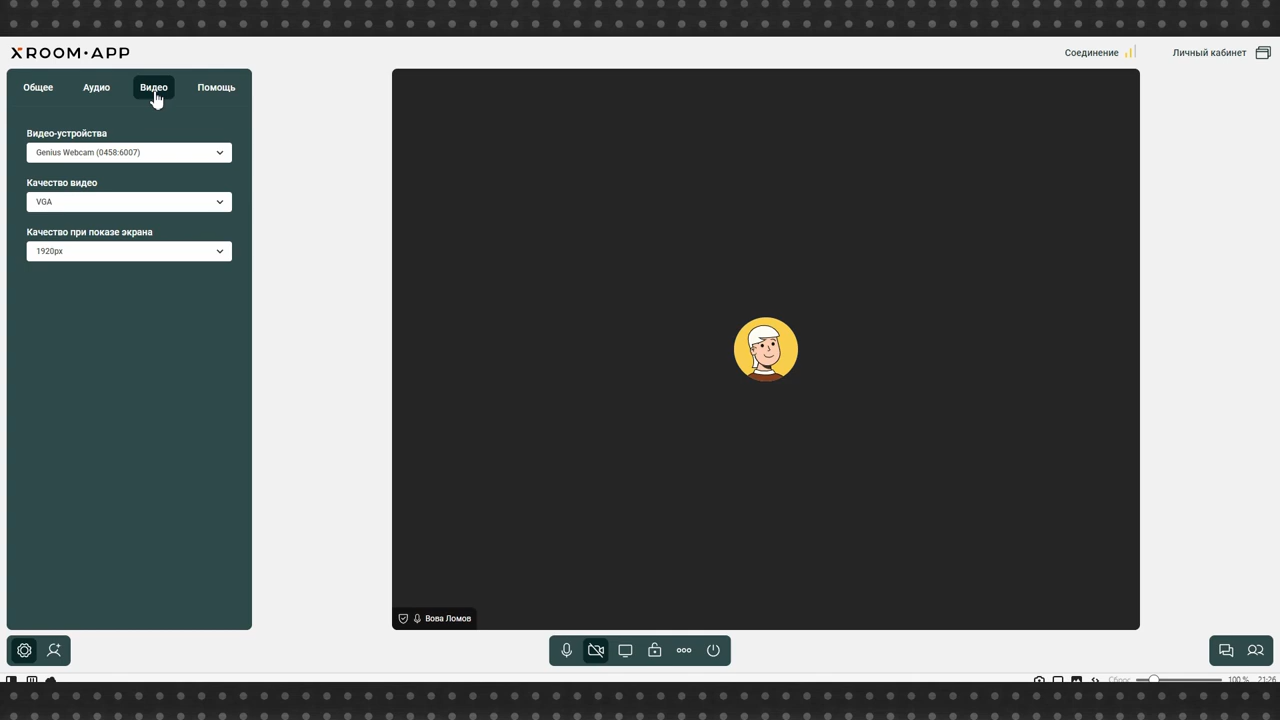 XROOM·APP
Соединение
Личный кабинет
Общее
Аудио
Видео
Помощь
Видео-устройства
Genius Webcam (0458:6007)
Качество видео
VGA
Качество при показе экрана
1920px
Вова Ломов
Сброс
100 %
21:26